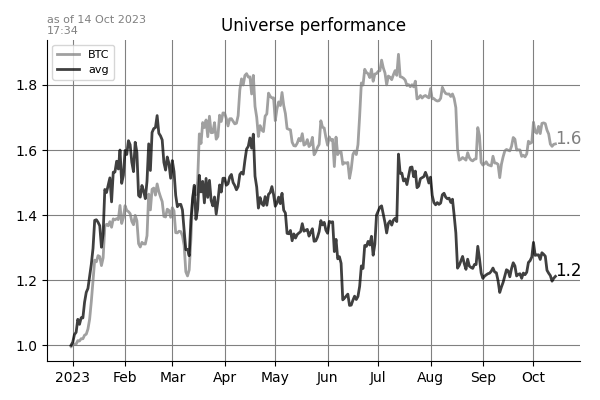 as of 14 Oct 2023
17:34
Universe performance
BTC
avg
1.8
1.6
1.4
1.2
1.0
1.6
1.2
2023 Feb Mar Apr May Jun Jul Aug Sep Oct